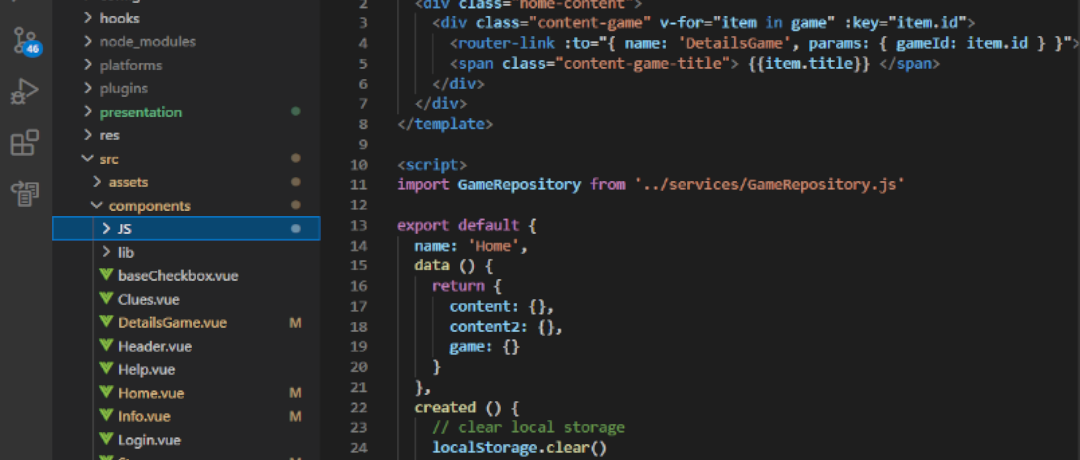 46
hooks
node_modules
platforms
plugins
presentation
res
src
assets
components
JS
lib
baseCheckbox.vue
Clues.vue
DetailsGame.vue M
Header.vue
Help.vue
Home.vue M
Info.vue M
Login.vue
2 <div class="home-content">
3 <div class="content-game" v-for="item in game" :key="item.id">
4 <router-link :to="{ name: 'DetailsGame', params: { gameId: item.id } }">
5 <span class="content-game-title"> {{item.title}} </span>
6 </div>
7 </div>
8 </template>
9
10 <script>
11 import GameRepository from '../services/GameRepository.js'
12
13 export default {
14 name: 'Home',
15 data () {
16 return {
17 content: {},
18 content2: {},
19 game: {}
20 }
21 },
22 created () {
23 // clear local storage
24 localStorage.clear()